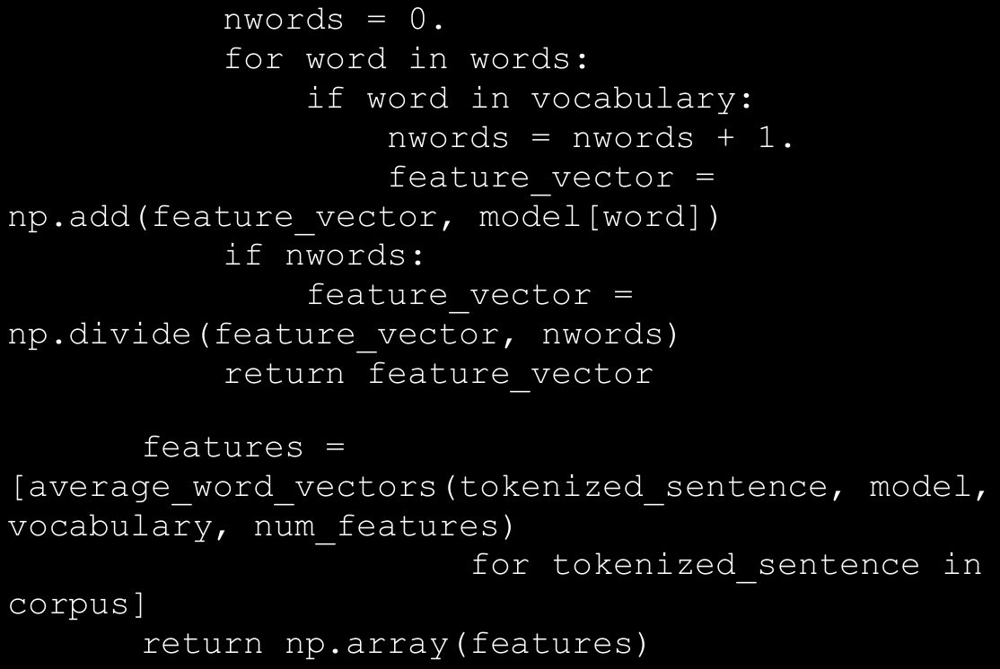 nwords = 0.
for word in words:
if word in vocabulary:
nwords = nwords + 1.
feature_vector =
np.add(feature_vector, model[word])
if nwords:
feature_vector =
np.divide(feature_vector, nwords)
return feature_vector
features =
[average_word_vectors(tokenized_sentence, model,
vocabulary, num_features)
for tokenized_sentence in
corpus]
return np.array(features)